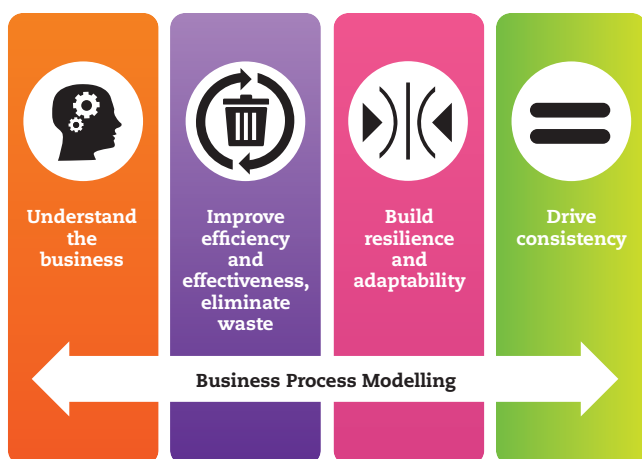 Understand
the
business
Improve
efficiency
and
effectiveness,
eliminate
waste
Build
resilience
and
adaptability
Drive
consistency
Business Process Modelling